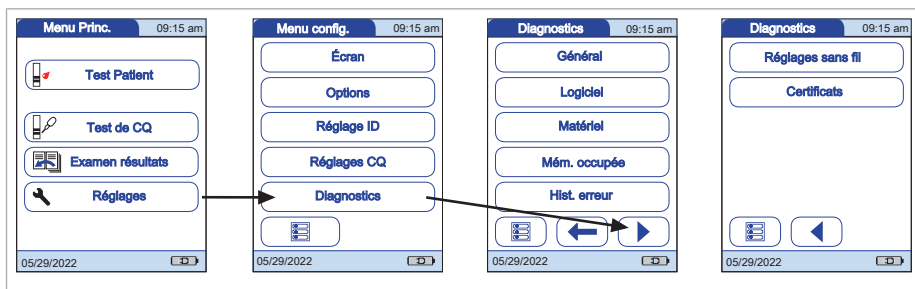 Menu Princ. 09:15 am
Test Patient
Test de CQ
Examen résultats
Réglages
05/29/2022
Menu config. 09:15 am
Écran
Options
Réglage ID
Réglages CQ
Diagnostics
05/29/2022
Diagnostics 09:15 am
Général
Logiciel
Matériel
Mém. occupée
Hist. erreur
05/29/2022
Diagnostics 09:15 am
Réglages sans fil
Certificats
05/29/2022